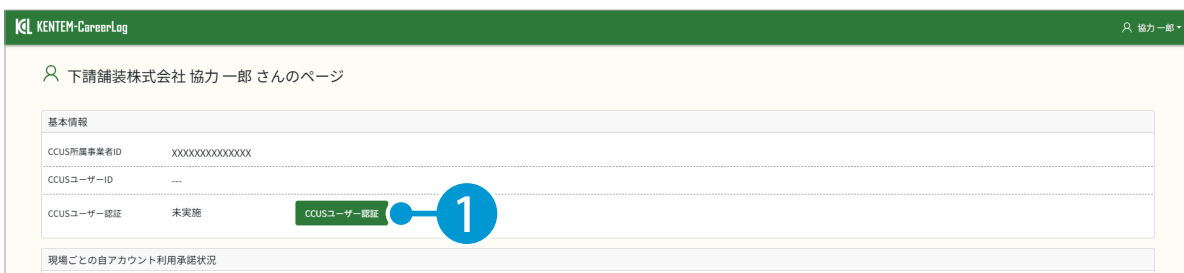 KCL KENTEM-CareerLog
協力 一郎
下請舗装株式会社 協力 一郎 さんのページ
基本情報
CCUS所属事業者ID XXXXXXXXXXXXXX
CCUSユーザーID ---
CCUSユーザー認証 未実施 CCUSユーザー認証 1
現場ごとの自アカウント利用承諾状況